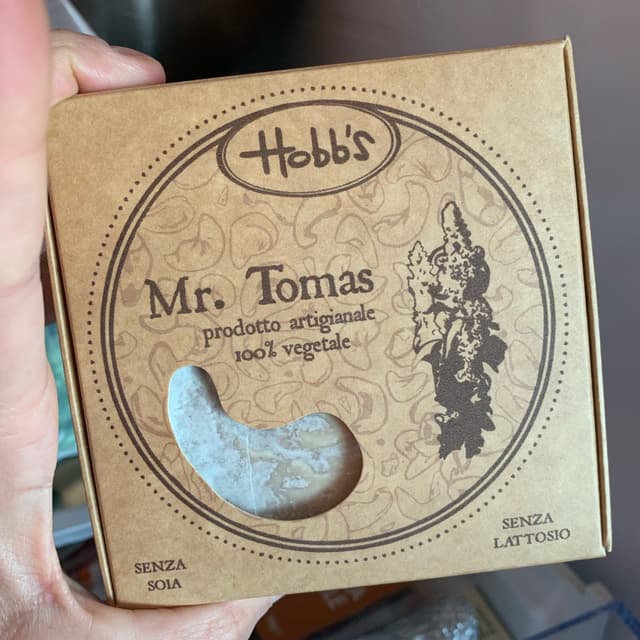 Hobb's
Mr. Tomas
prodotto artigianale
100% vegetale
SENZA
SOIA
SENZA
LATTOSIO